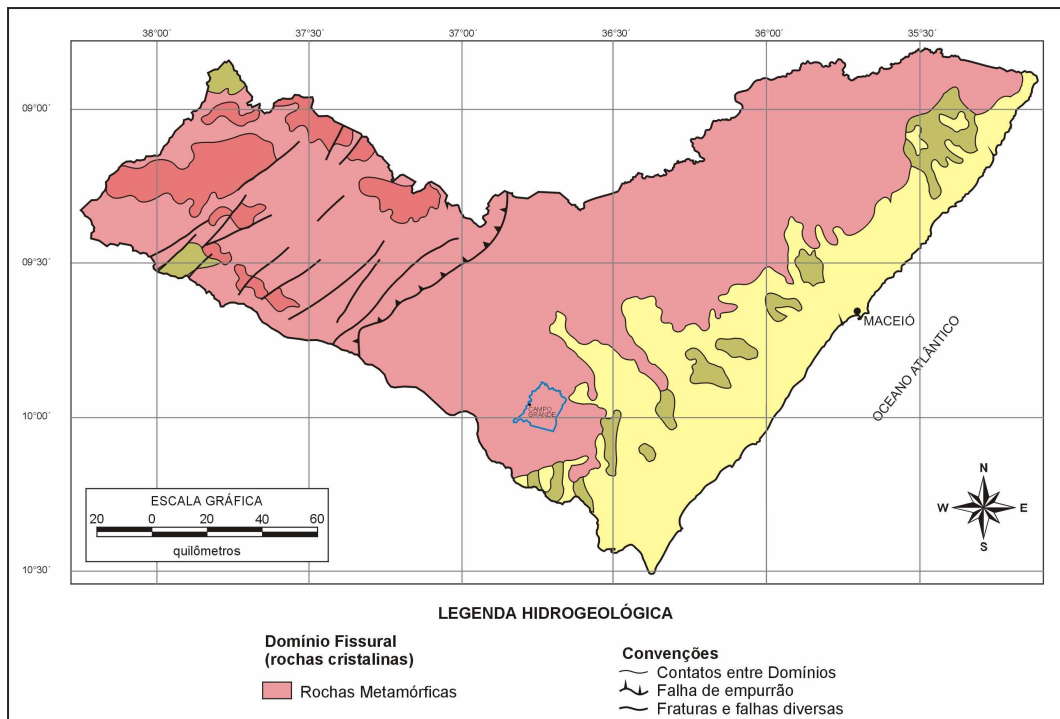 38°00´ 37°30´ 37°00´ 36°30´ 36°00´ 35°30´
09°00´
09°30´
MACEIÓ
OCEANO ATLÂNTICO
CAMPO
GRANDE
10°00´
N
W E
S
ESCALA GRÁFICA
20 0 20 40 60
quilômetros
10°30´
LEGENDA HIDROGEOLÓGICA
Domínio Fissural
(rochas cristalinas)
Rochas Metamórficas
Convenções
Contatos entre Domínios
Falha de empurrão
Fraturas e falhas diversas